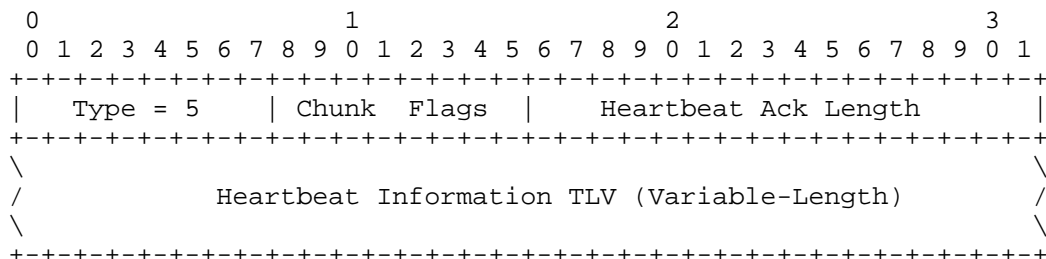 0                   1                   2                   3
 0 1 2 3 4 5 6 7 8 9 0 1 2 3 4 5 6 7 8 9 0 1 2 3 4 5 6 7 8 9 0 1
+-+-+-+-+-+-+-+-+-+-+-+-+-+-+-+-+-+-+-+-+-+-+-+-+-+-+-+-+-+-+-+-+
|   Type = 5    | Chunk  Flags  |    Heartbeat Ack Length       |
+-+-+-+-+-+-+-+-+-+-+-+-+-+-+-+-+-+-+-+-+-+-+-+-+-+-+-+-+-+-+-+-+
\                                                               \
/            Heartbeat Information TLV (Variable-Length)        /
\                                                               \
+-+-+-+-+-+-+-+-+-+-+-+-+-+-+-+-+-+-+-+-+-+-+-+-+-+-+-+-+-+-+-+-+